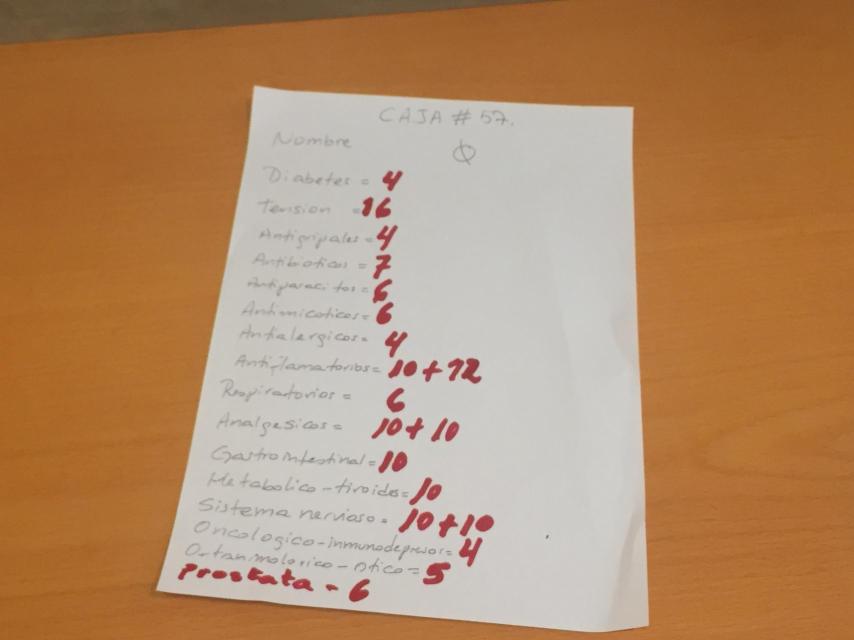 CAJA # 57.
Nombre
Diabetes = 4
Tension = 16
Antigripales = 4
Antibioticos = 7
Antiparacitos = 6
Antimicoticos = 6
Antialergicos = 4
Antiflamatorios = 10 + 12
Respiratorios = 6
Analgesicos = 10 + 10
Gastrointestinal = 10
Metabolico - tiroides = 10
Sistema nervioso = 10 + 10
Oncologico - inmunodepresor = 4
- otico = 5
Prostata - 6